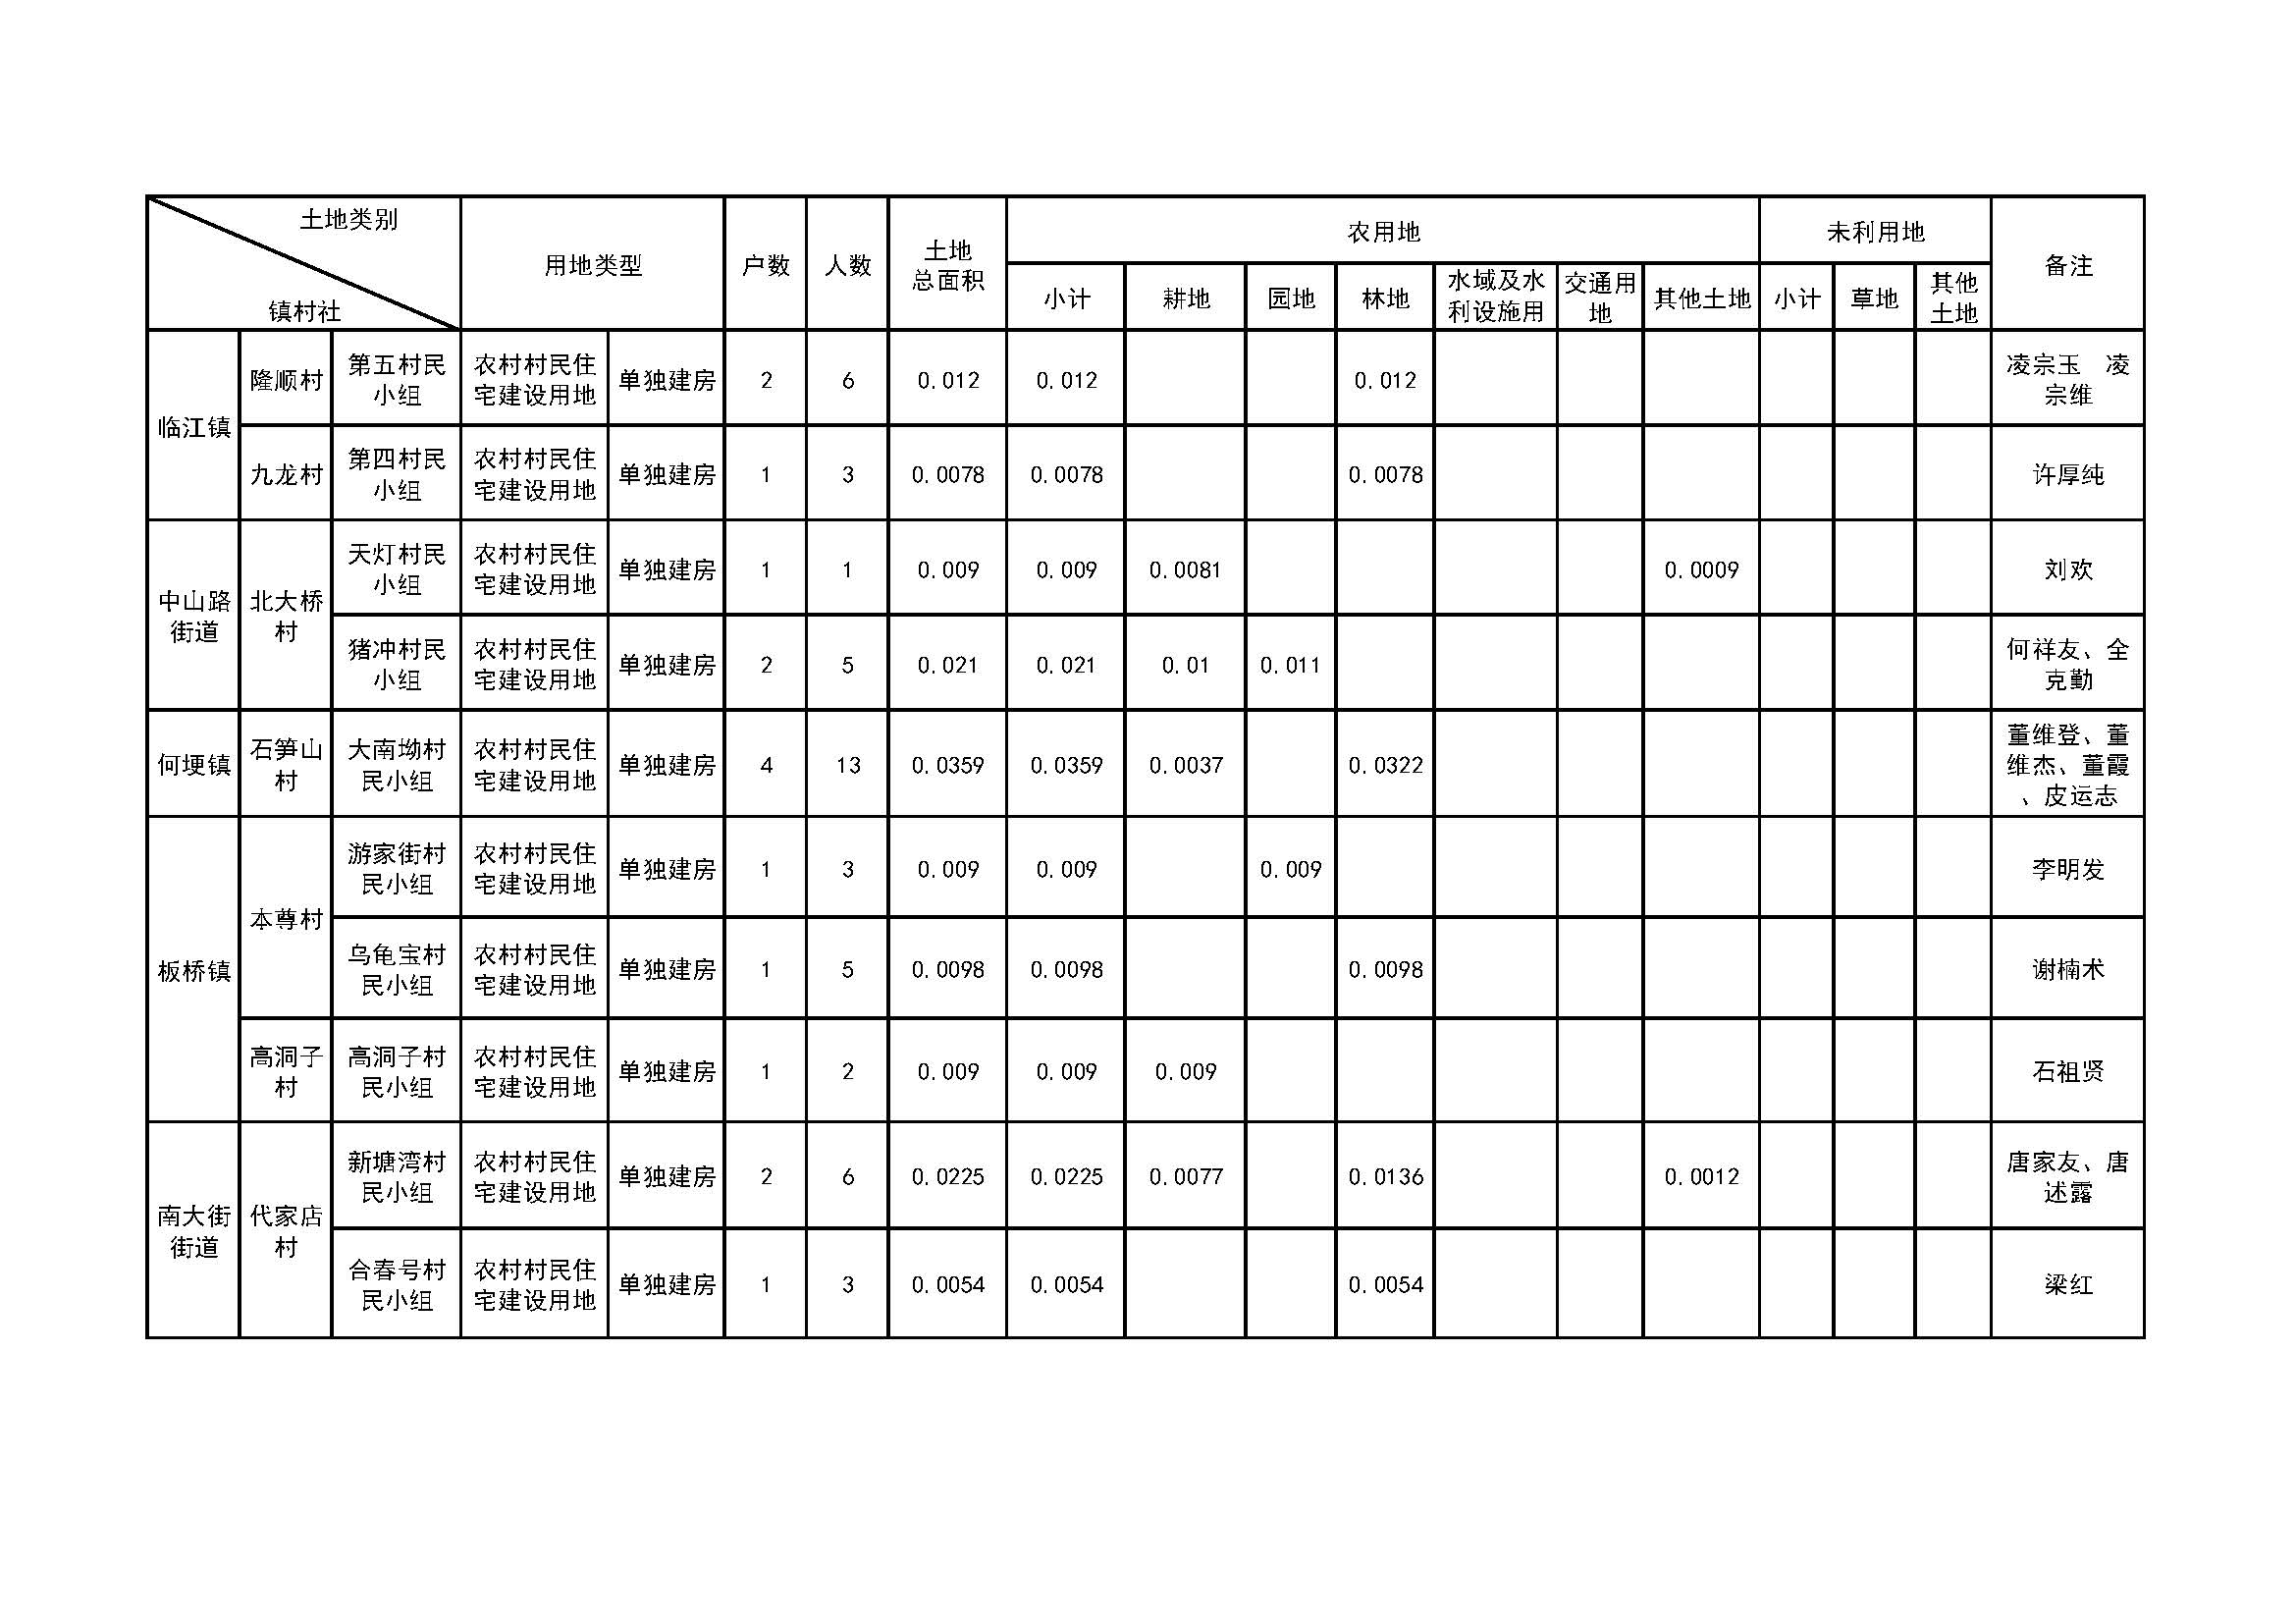 土地类别
镇村社
用地类型
户数
人数
土地
总面积
农用地
未利用地
备注
小计
耕地
园地
林地
水域及水
利设施用
交通用
地
其他土地
小计
草地
其他
土地
临江镇
隆顺村
第五村民
小组
农村村民住
宅建设用地
单独建房
2
6
0.012
0.012
0.012
凌宗玉 凌
宗维
九龙村
第四村民
小组
农村村民住
宅建设用地
单独建房
1
3
0.0078
0.0078
0.0078
许厚纯
中山路
街道
北大桥
村
天灯村民
小组
农村村民住
宅建设用地
单独建房
1
1
0.009
0.009
0.0081
0.0009
刘欢
猪冲村民
小组
农村村民住
宅建设用地
单独建房
2
5
0.021
0.021
0.01
0.011
何祥友、全
克勤
何埂镇
石笋山
村
大南坳村
民小组
农村村民住
宅建设用地
单独建房
4
13
0.0359
0.0359
0.0037
0.0322
董维登、董
维杰、董霞
、皮运志
板桥镇
本尊村
游家街村
民小组
农村村民住
宅建设用地
单独建房
1
3
0.009
0.009
0.009
李明发
乌龟宝村
民小组
农村村民住
宅建设用地
单独建房
1
5
0.0098
0.0098
0.0098
谢楠术
高洞子
村
高洞子村
民小组
农村村民住
宅建设用地
单独建房
1
2
0.009
0.009
0.009
石祖贤
南大街
街道
代家店
村
新塘湾村
民小组
农村村民住
宅建设用地
单独建房
2
6
0.0225
0.0225
0.0077
0.0136
0.0012
唐家友、唐
述露
合春号村
民小组
农村村民住
宅建设用地
单独建房
1
3
0.0054
0.0054
0.0054
梁红